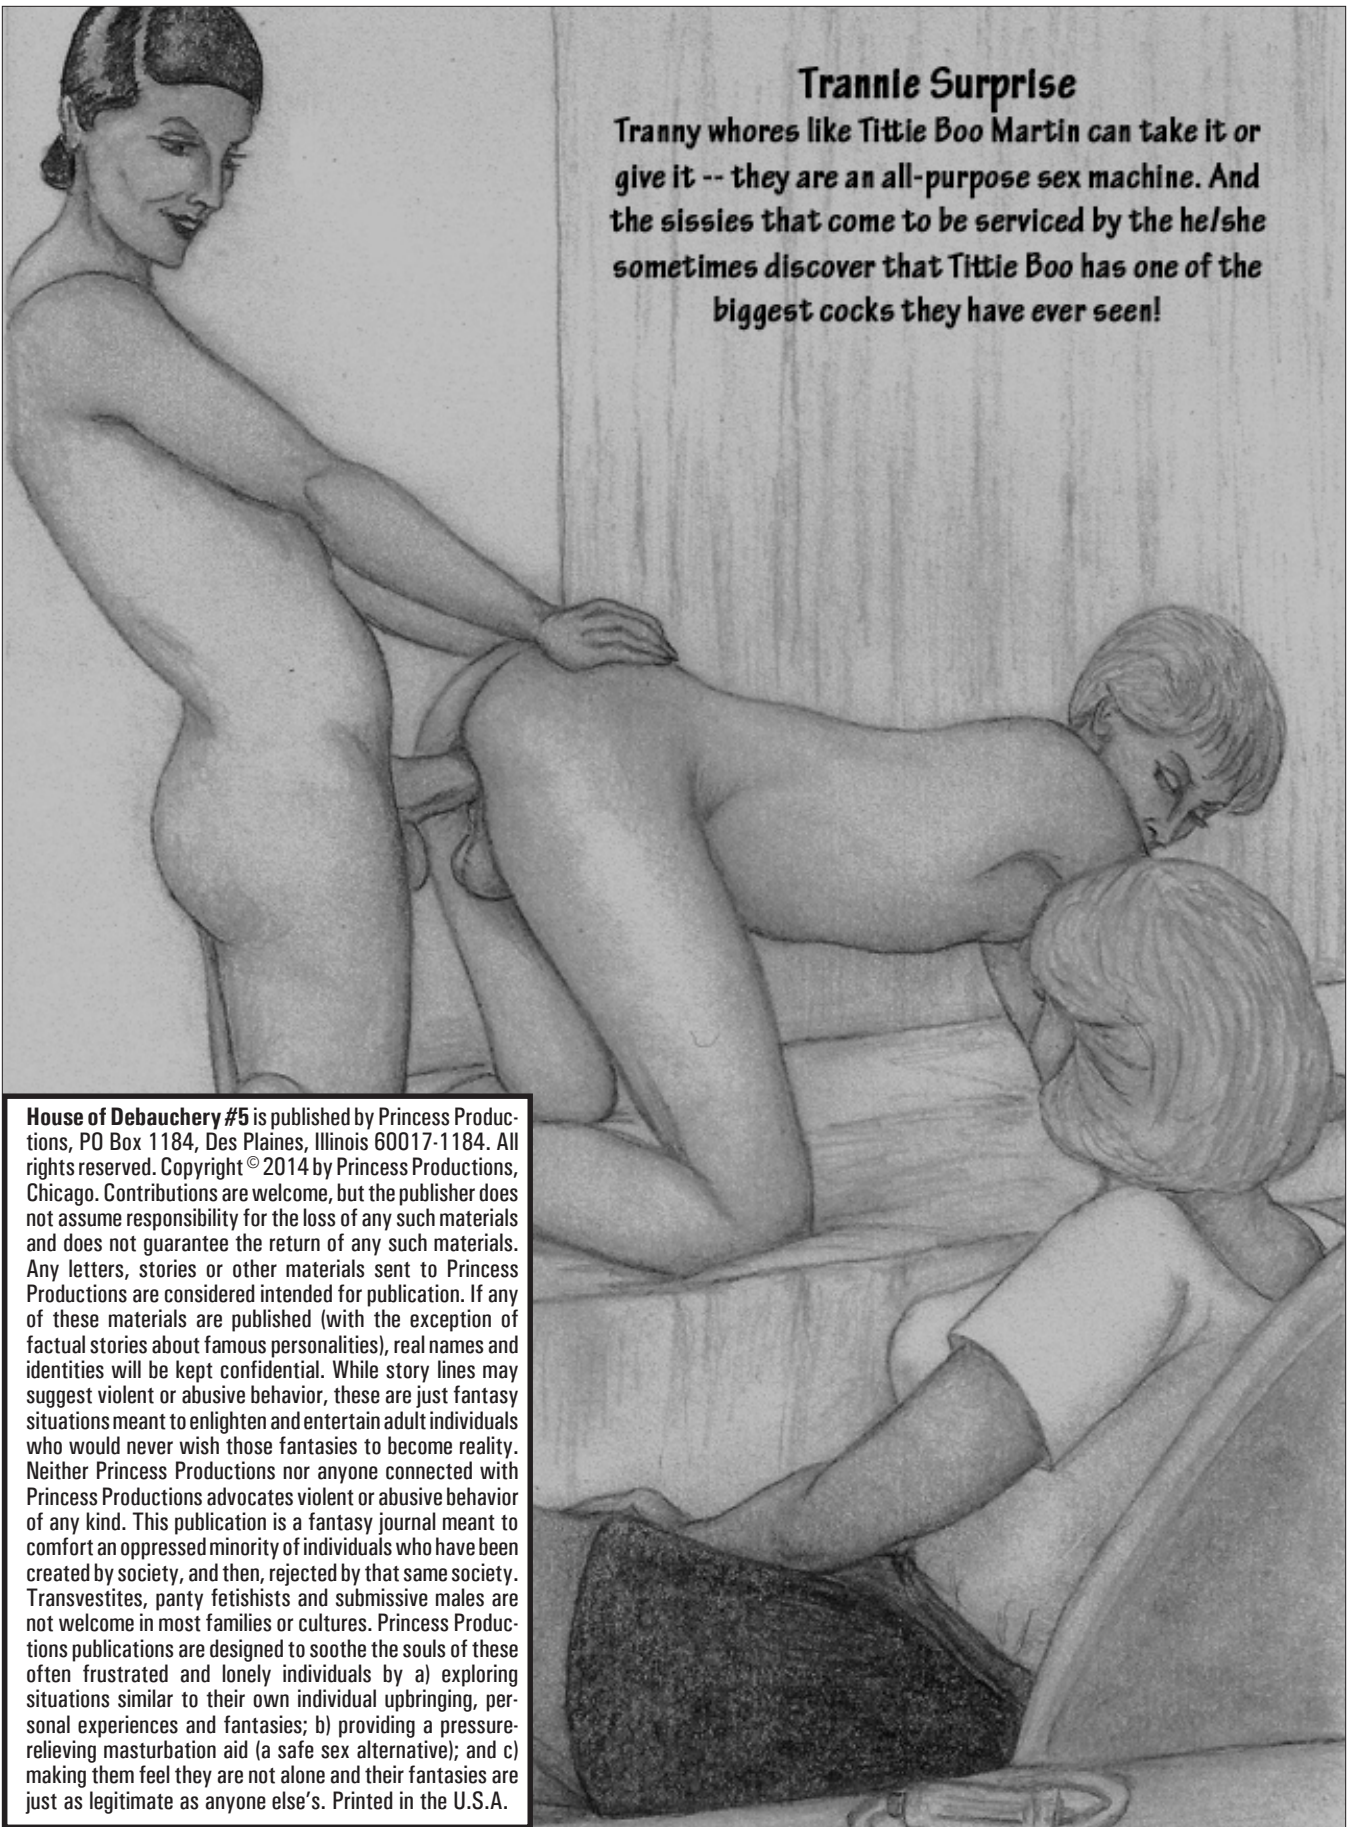 Trannie Surprise
Tranny whores like Tittie Boo Martin can take it or
give it -- they are an all-purpose sex machine. And
the sissies that come to be serviced by the he/she
sometimes discover that Tittie Boo has one of the
biggest cocks they have ever seen!
House of Debauchery #5 is published by Princess Produc-
tions, PO Box 1184, Des Plaines, Illinois 60017-1184. All
rights reserved. Copyright © 2014 by Princess Productions,
Chicago. Contributions are welcome, but the publisher does
not assume responsibility for the loss of any such materials
and does not guarantee the return of any such materials.
Any letters, stories or other materials sent to Princess
Productions are considered intended for publication. If any
of these materials are published (with the exception of
factual stories about famous personalities), real names and
identities will be kept confidential. While story lines may
suggest violent or abusive behavior, these are just fantasy
situations meant to enlighten and entertain adult individuals
who would never wish those fantasies to become reality.
Neither Princess Productions nor anyone connected with
Princess Productions advocates violent or abusive behavior
of any kind. This publication is a fantasy journal meant to
comfort an oppressed minority of individuals who have been
created by society, and then, rejected by that same society.
Transvestites, panty fetishists and submissive males are
not welcome in most families or cultures. Princess Produc-
tions publications are designed to soothe the souls of these
often frustrated and lonely individuals by a) exploring
situations similar to their own individual upbringing, per-
sonal experiences and fantasies; b) providing a pressure-
relieving masturbation aid (a safe sex alternative); and c)
making them feel they are not alone and their fantasies are
just as legitimate as anyone else's. Printed in the U.S.A.